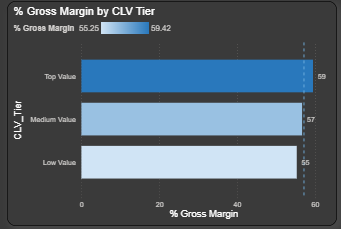 % Gross Margin by CLV Tier
% Gross Margin 55.25 59.42
Top Value 59
Medium Value 57
Low Value 55
CLV_Tier
0 20 40 60
% Gross Margin